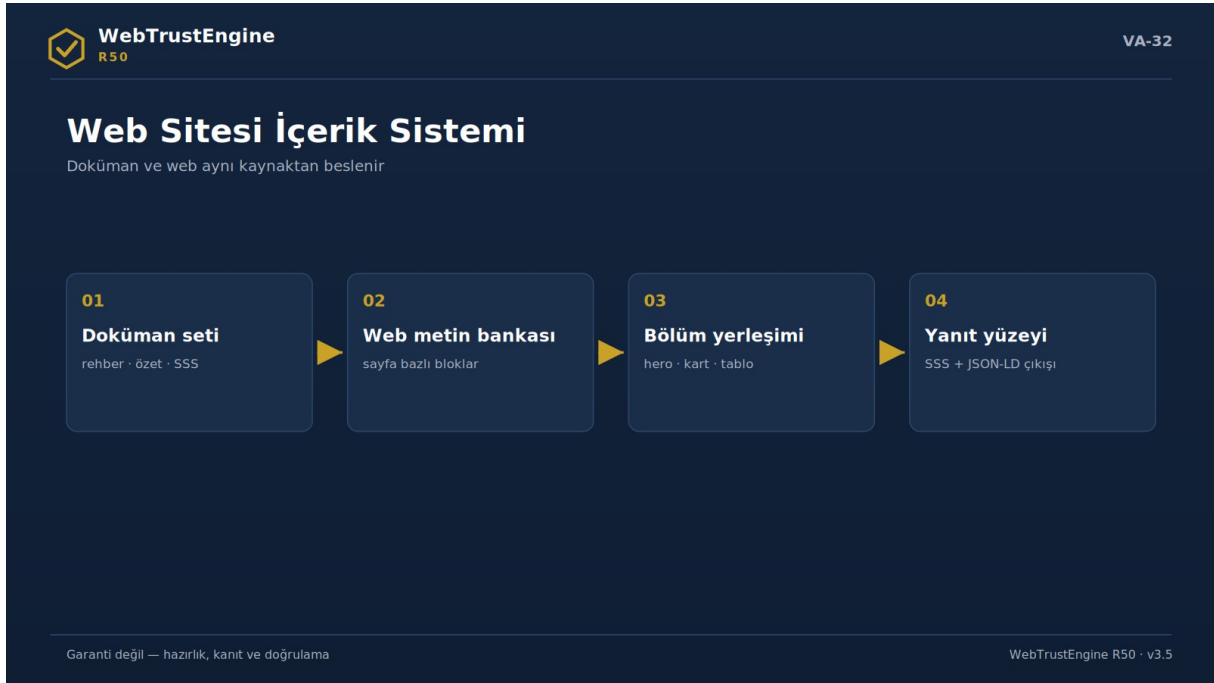 WebTrustEngine
R50
VA-32
Web Sitesi İçerik Sistemi
Doküman ve web aynı kaynaktan beslenir
01
Doküman seti
rehber · özet · SSS
02
Web metin bankası
sayfa bazlı bloklar
03
Bölüm yerleşimi
hero · kart · tablo
04
Yanıt yüzeyi
SSS + JSON-LD çıkışı
Garanti değil — hazırlık, kanıt ve doğrulama
WebTrustEngine R50 · v3.5